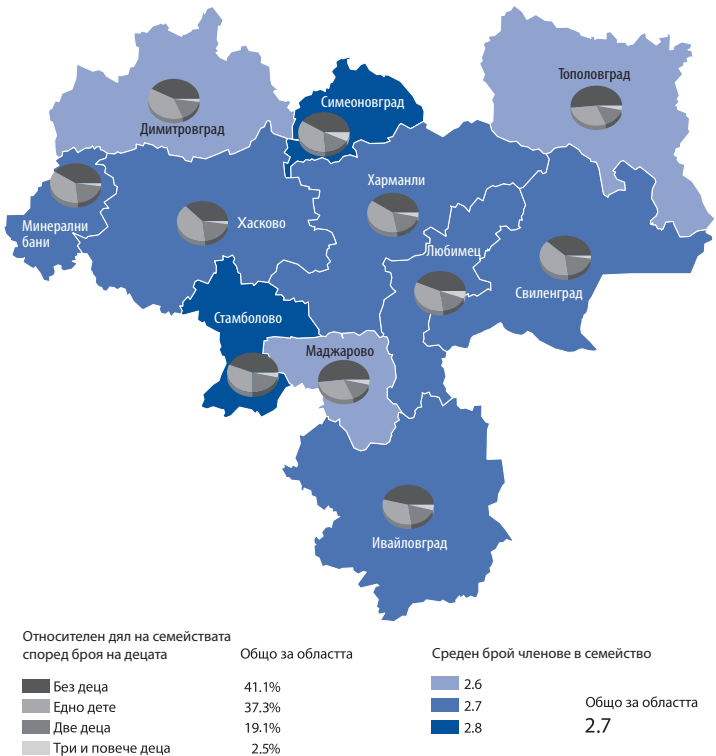 Тополовград
Симеоновград
Димитровград
Харманли
Минерални
бани
Хасково
Любимец
Свиленград
Стамболово
Маджарово
Ивайловград
Относителен дял на семействата
според броя на децата
Общо за областта
Без деца 41.1%
Едно дете 37.3%
Две деца 19.1%
Три и повече деца 2.5%
Среден брой членове в семейство
2.6
2.7
2.8
Общо за областта
2.7